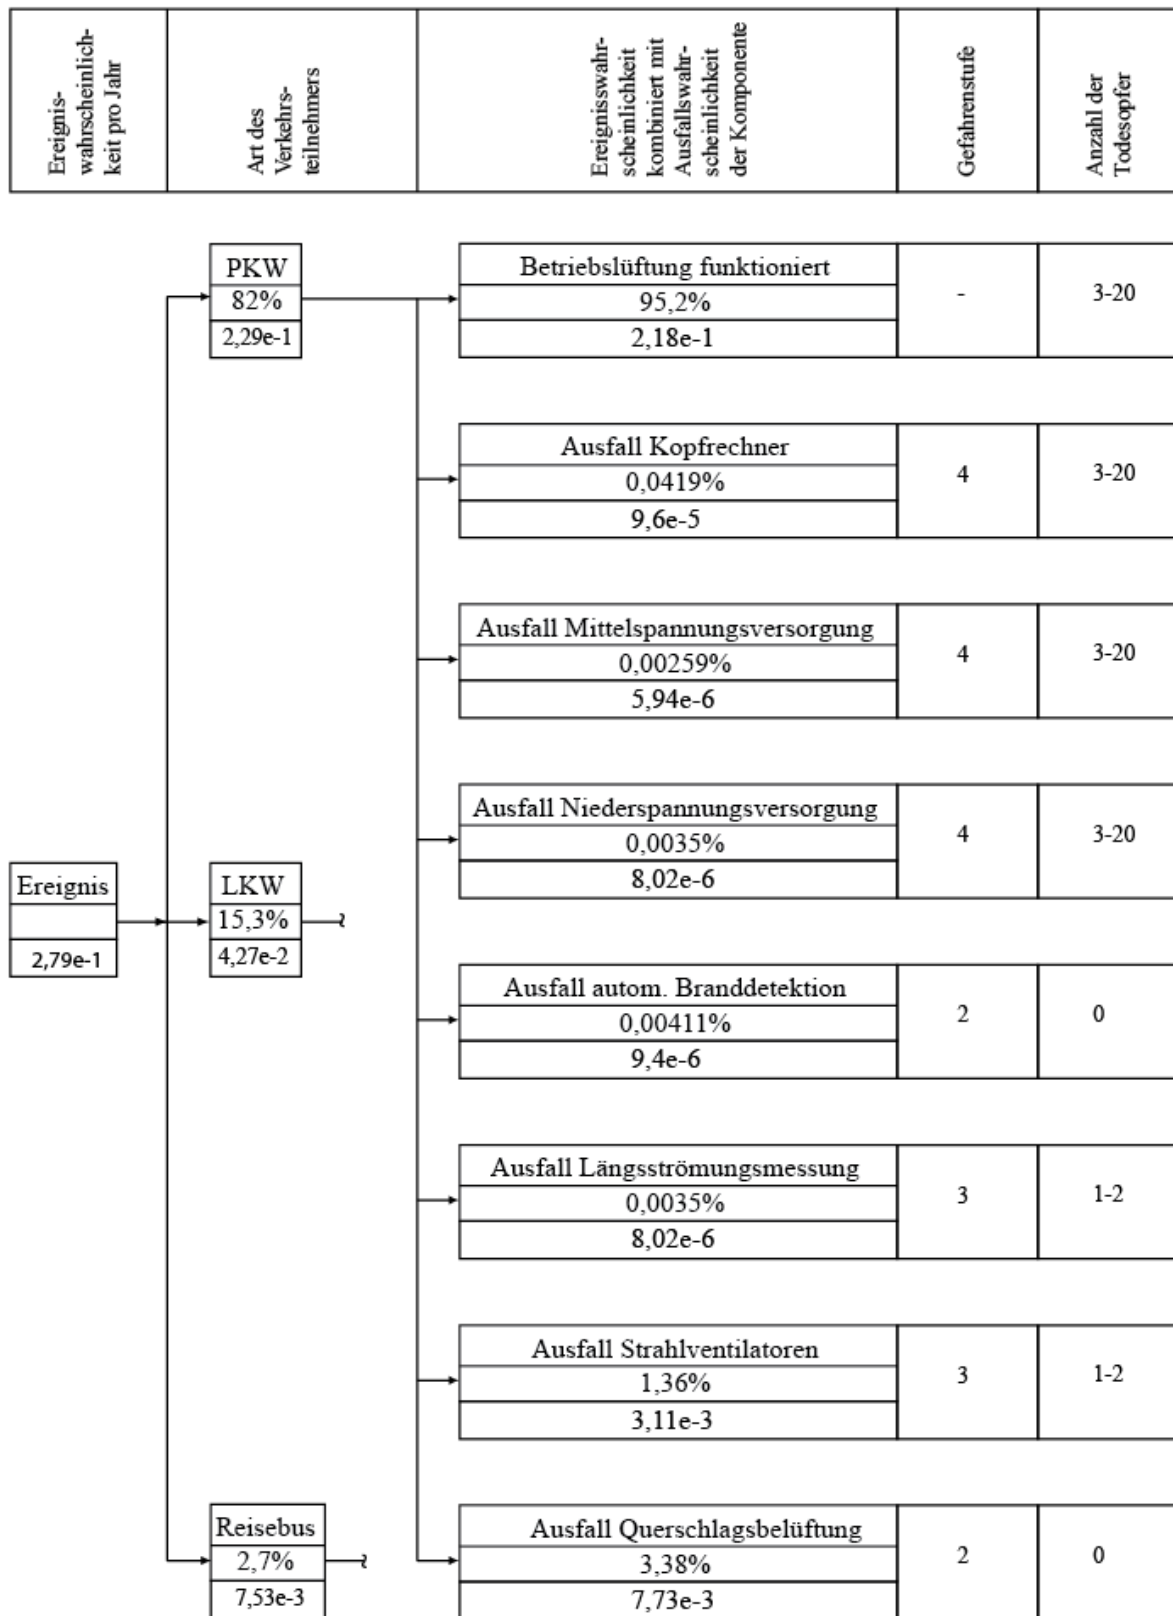 Ereignis-
wahrscheinlich-
keit pro Jahr
Art des
Verkehrs-
teilnehmers
Ereignisswahr-
scheinlichkeit
kombiniert mit
Ausfallswahr-
scheinlichkeit
der Komponente
Gefahrenstufe
Anzahl der
Todesopfer
PKW
82%
2,29e-1
Betriebslüftung funktioniert
95,2%
2,18e-1
-
3-20
Ausfall Kopfrechner
0,0419%
9,6e-5
4
3-20
Ausfall Mittelspannungsversorgung
0,00259%
5,94e-6
4
3-20
Ausfall Niederspannungsversorgung
0,0035%
8,02e-6
4
3-20
Ereignis
2,79e-1
LKW
15,3%
4,27e-2
Ausfall autom. Branddetektion
0,00411%
9,4e-6
2
0
Ausfall Längsströmungsmessung
0,0035%
8,02e-6
3
1-2
Ausfall Strahlventilatoren
1,36%
3,11e-3
3
1-2
Reisebus
2,7%
7,53e-3
Ausfall Querschlagsbelüftung
3,38%
7,73e-3
2
0